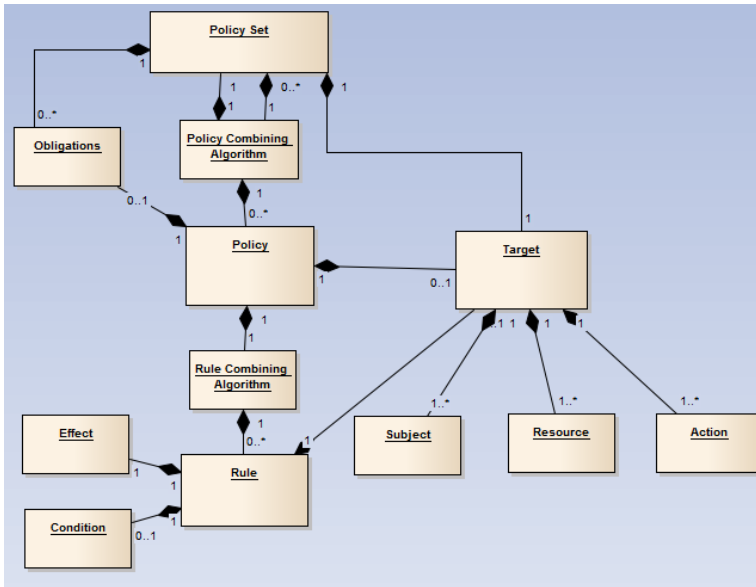 Policy Set
1
1
0..*
1
1
1
0..*
Obligations
Policy Combining
Algorithm
0..1
1
0..*
1
1
Policy
Target
1
0..1
1
1
Rule Combining
Algorithm
..1
1
1
1
1
0..*
1
1..*
1..*
1..*
Effect
Subject
Resource
Action
1
1
Rule
Condition
1
0..1